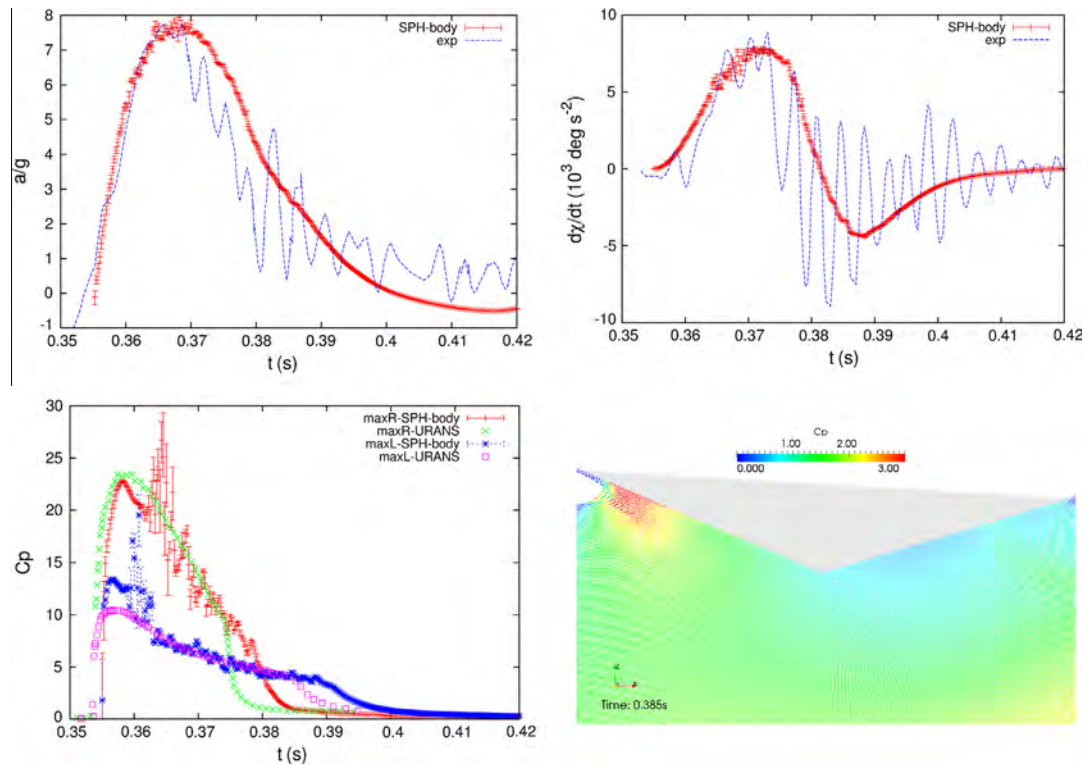 SPH-body
exp
8
7
6
5
4
3
2
1
0
-1
a/g
0.35 0.36 0.37 0.38 0.39 0.4 0.41 0.42
t (s)
SPH-body
exp
10
5
0
-5
-10
dχ/dt (10³ deg s⁻²)
0.35 0.36 0.37 0.38 0.39 0.4 0.41 0.42
t (s)
maxR-SPH-body
maxR-URANS
maxL-SPH-body
maxL-URANS
30
25
20
15
10
5
0
Cp
0.35 0.36 0.37 0.38 0.39 0.4 0.41 0.42
t (s)
Cp
1.00 2.00
0.000 3.00
Z
X
Time: 0.385s